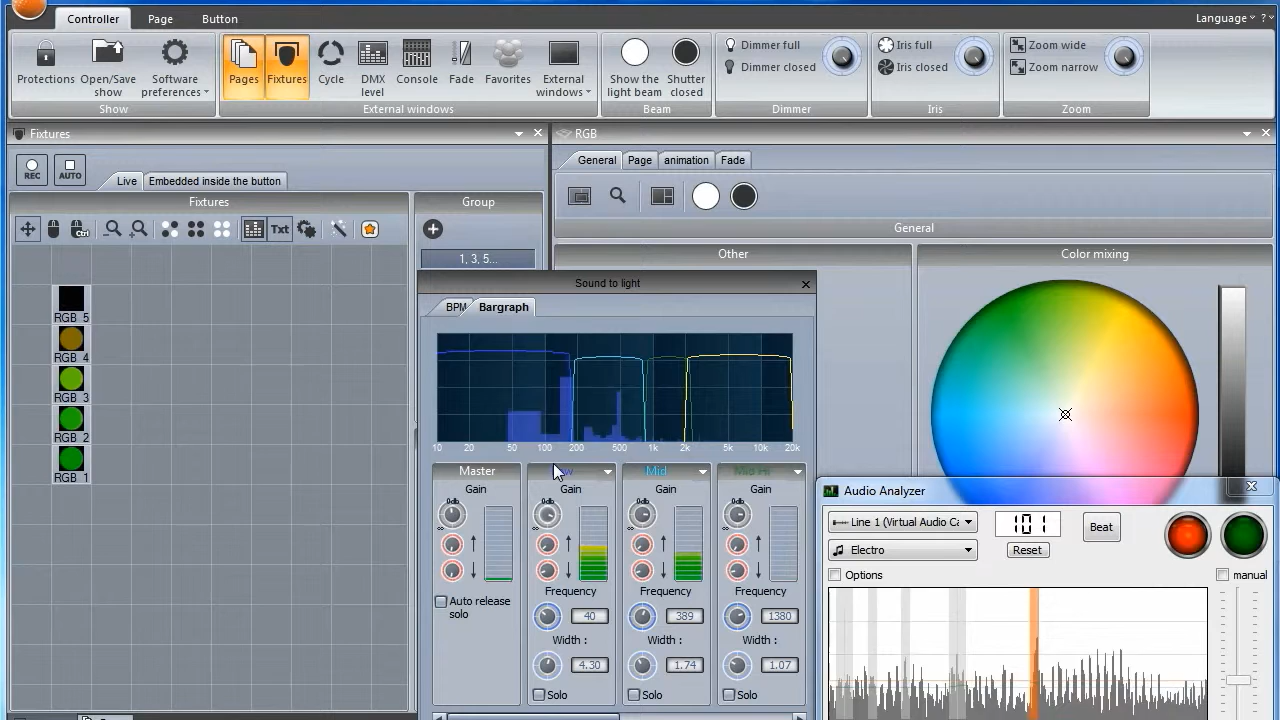 Controller Page Button Language ?
Protections Open/Save show Software preferences
Show
Pages Fixtures Cycle DMX level Console Fade Favorites External windows
External windows
Show the light beam Shutter closed
Beam
Dimmer full
Dimmer closed
Dimmer
Iris full
Iris closed
Iris
Zoom wide
Zoom narrow
Zoom
Fixtures
REC AUTO Live Embedded inside the button
Fixtures
Txt
RGB 5
RGB 4
RGB 3
RGB 2
RGB 1
Group
1, 3, 5...
RGB
General Page animation Fade
General
Other
Color mixing
Sound to light
BPM Bargraph
10 20 50 100 200 500 1k 2k 5k 10k 20k
Master Mid
Gain Gain Gain Gain
0db
Auto release solo
Frequency Frequency Frequency
40 389 1380
Width : Width : Width :
4.30 1.74 1.07
Solo Solo Solo
Audio Analyzer
Line 1 (Virtual Audio Ca
101
Beat
Electro
Reset
Options
manual